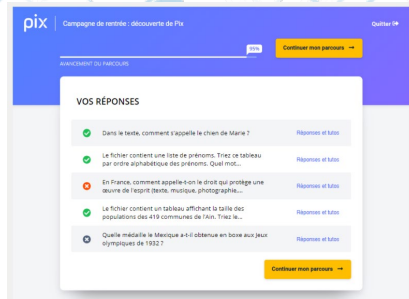 pix
Campagne de rentrée : découverte de Pix
Quitter
Continuer mon parcours →
AVANCEMENT DU PARCOURS
VOS RÉPONSES
Dans le texte, comment s'appelle le chien de Marie ?
Réponses et tutos
Le fichier contient une liste de prénoms. Triez ce tableau
par ordre alphabétique des prénoms. Quel mot...
Réponses et tutos
En France, comment appelle-t-on le droit qui protège une
œuvre de l'esprit (texte, musique, photographie,...
Réponses et tutos
Le fichier contient un tableau affichant la taille des
populations des 419 communes de l'Ain. Triez le...
Réponses et tutos
Quelle médaille le Mexique a-t-il obtenue en boxe aux Jeux
olympiques de 1932 ?
Réponses et tutos
Continuer mon parcours →